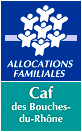 ALLOCATIONS
FAMILIALES
Caf
des Bouches-
du-Rhône